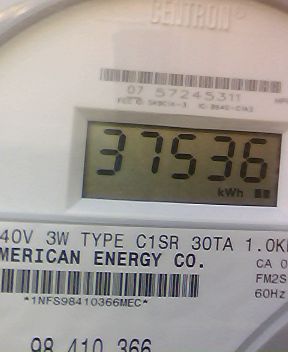 CENTRON®
07 57245311
37536
kWh
40V 3W TYPE C1SR 30TA 1.0K
MERICAN ENERGY CO.
CA 0
FM2S
60Hz
*1NFS98410366MEC*
98 410 366